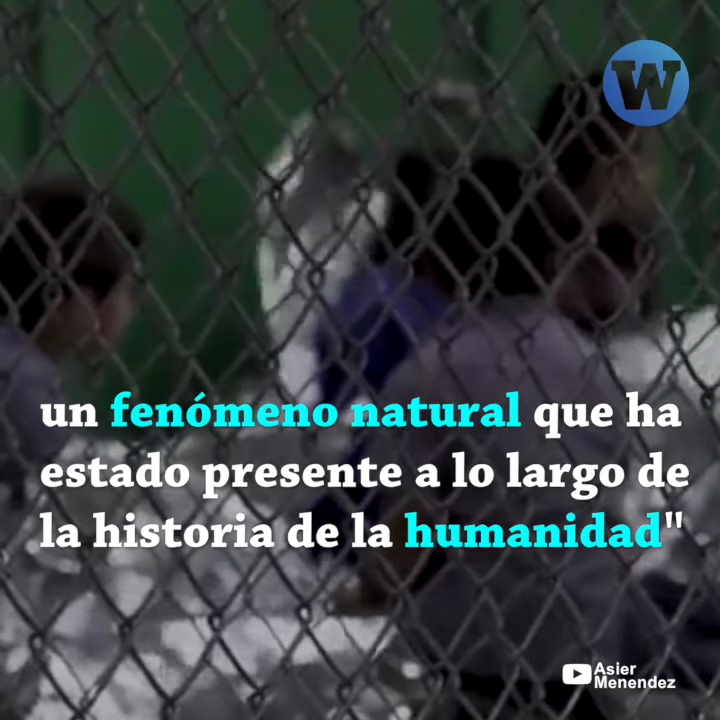 W
un fenómeno natural que ha
estado presente a lo largo de
la historia de la humanidad"
Asier
Menendez